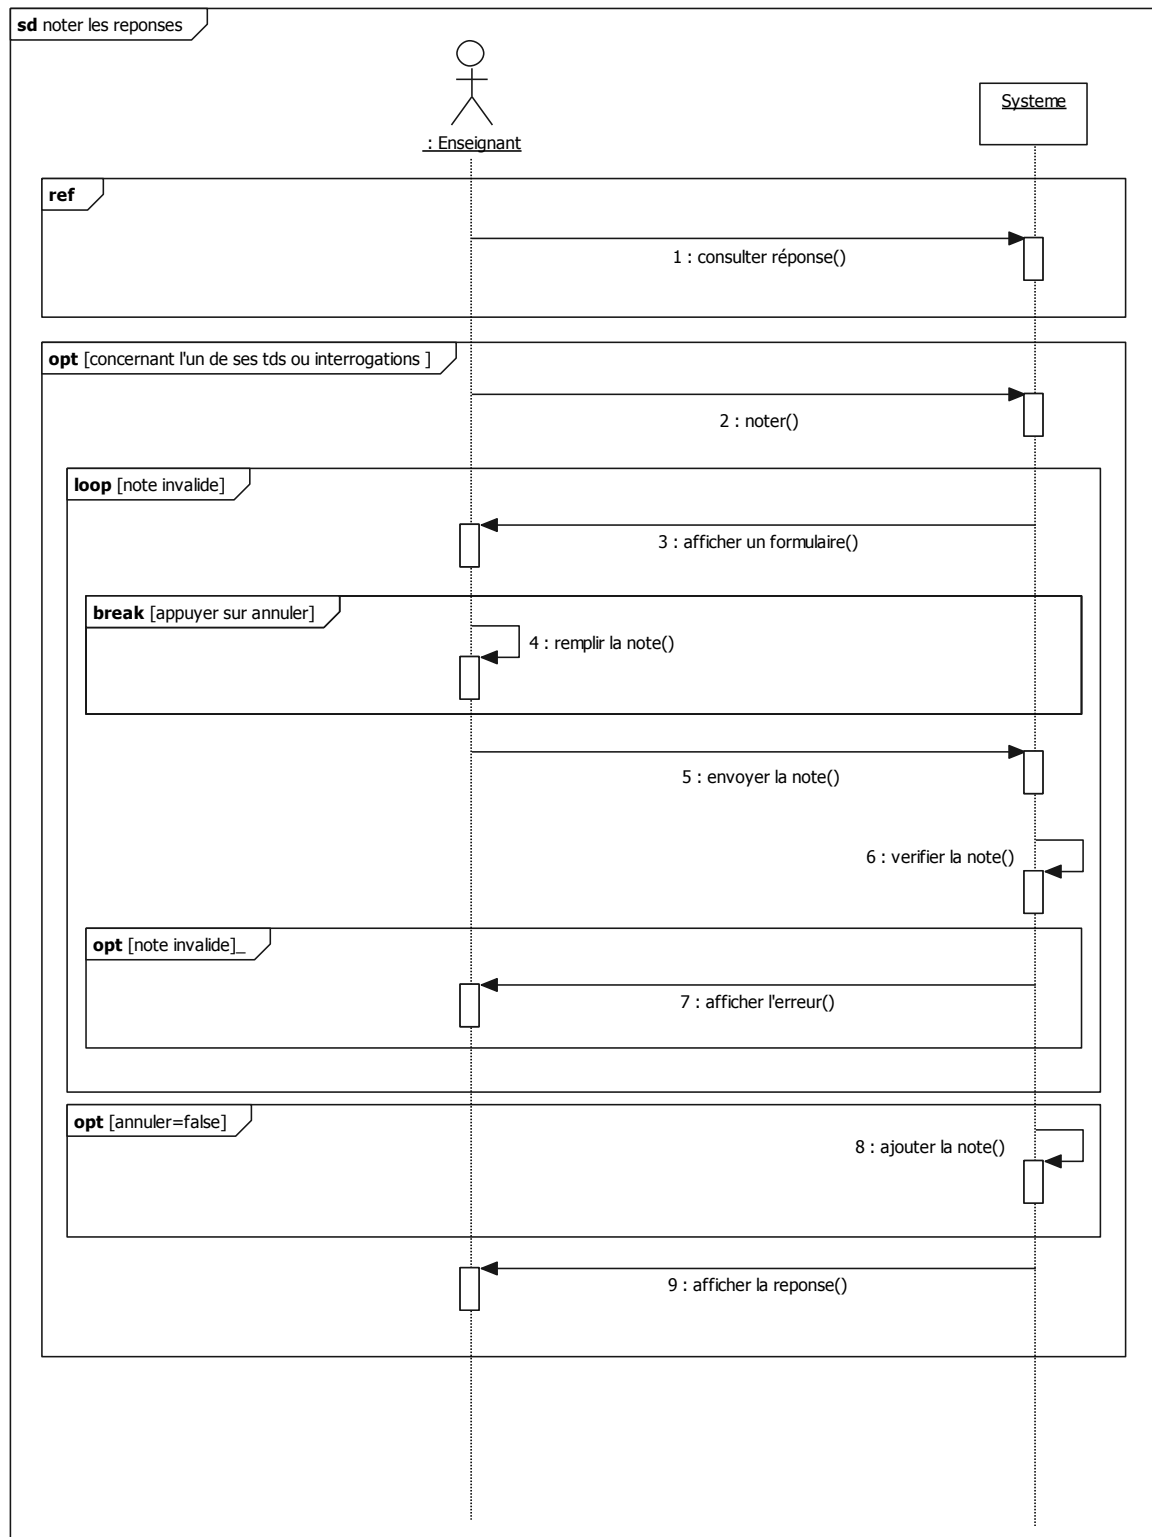 sd noter les reponses
Systeme
: Enseignant
ref
1 : consulter réponse()
opt [concernant l'un de ses tds ou interrogations ]
2 : noter()
loop [note invalide]
3 : afficher un formulaire()
break [appuyer sur annuler]
4 : remplir la note()
5 : envoyer la note()
6 : verifier la note()
opt [note invalide]_
7 : afficher l'erreur()
opt [annuler=false]
8 : ajouter la note()
9 : afficher la reponse()